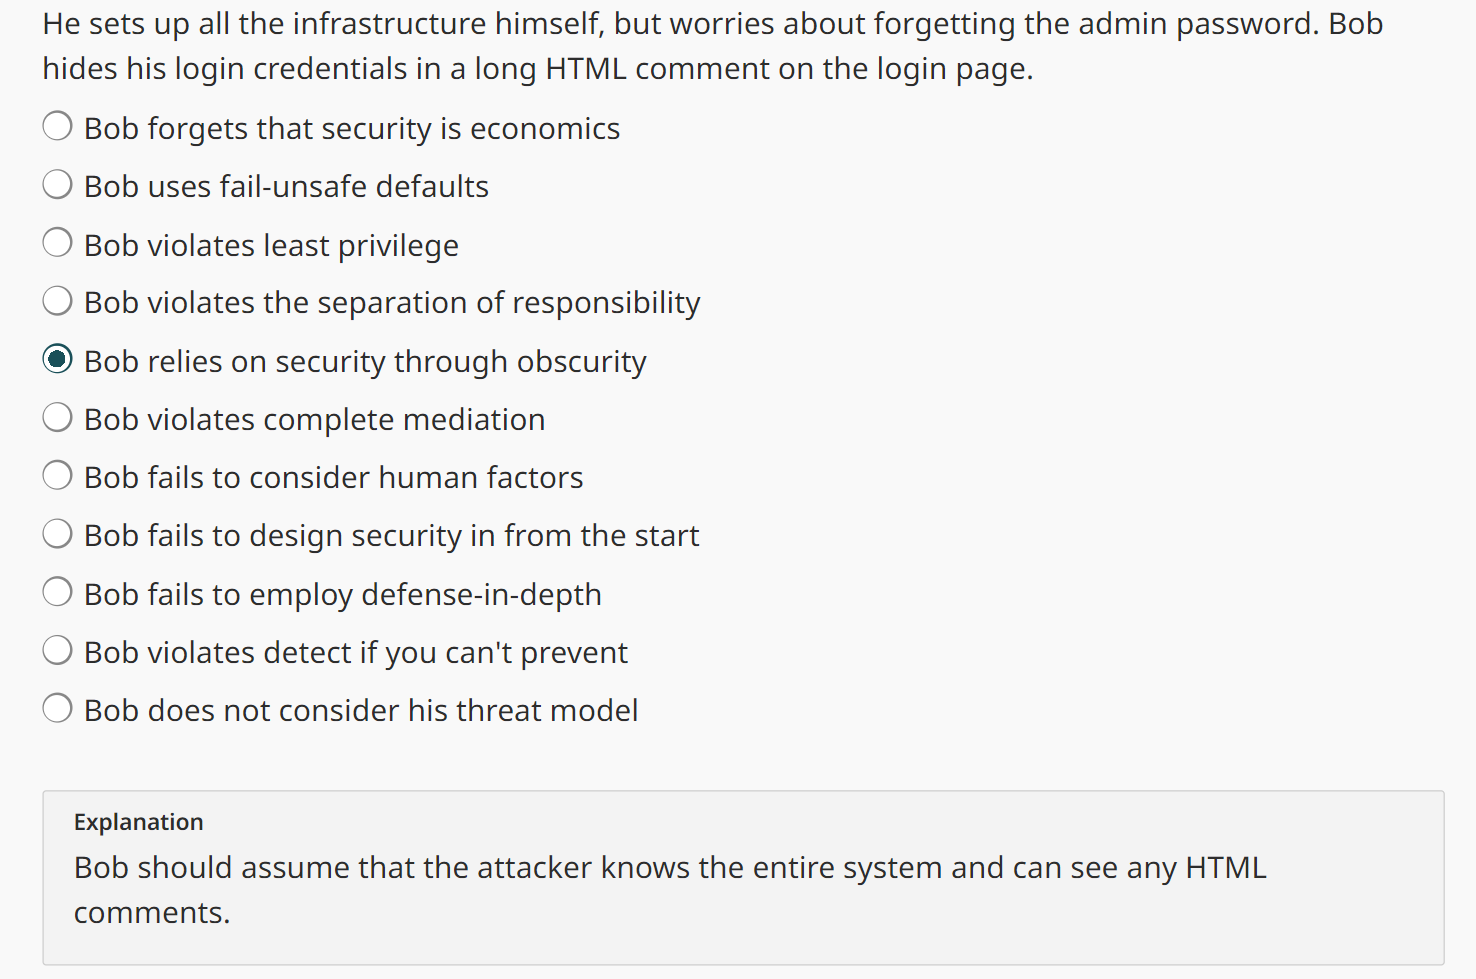 He sets up all the infrastructure himself, but worries about forgetting the admin password. Bob
hides his login credentials in a long HTML comment on the login page.
Bob forgets that security is economics
Bob uses fail-unsafe defaults
Bob violates least privilege
Bob violates the separation of responsibility
Bob relies on security through obscurity
Bob violates complete mediation
Bob fails to consider human factors
Bob fails to design security in from the start
Bob fails to employ defense-in-depth
Bob violates detect if you can't prevent
Bob does not consider his threat model
Explanation
Bob should assume that the attacker knows the entire system and can see any HTML
comments.